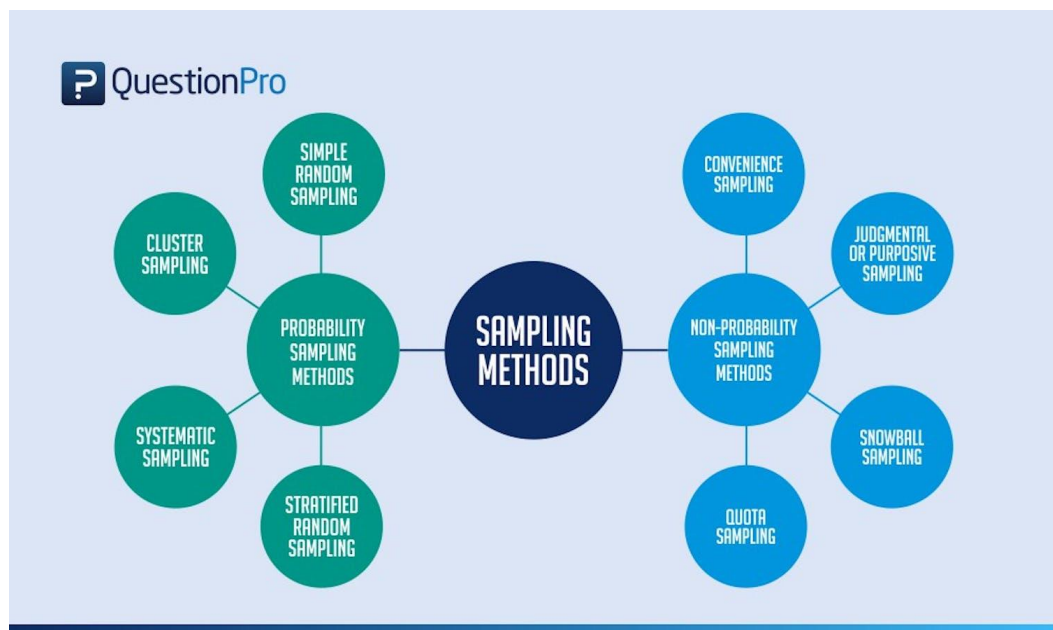 QuestionPro
SIMPLE
RANDOM
SAMPLING
CLUSTER
SAMPLING
PROBABILITY
SAMPLING
METHODS
SYSTEMATIC
SAMPLING
STRATIFIED
RANDOM
SAMPLING
SAMPLING
METHODS
CONVENIENCE
SAMPLING
JUDGMENTAL
OR PURPOSIVE
SAMPLING
NON-PROBABILITY
SAMPLING
METHODS
SNOWBALL
SAMPLING
QUOTA
SAMPLING